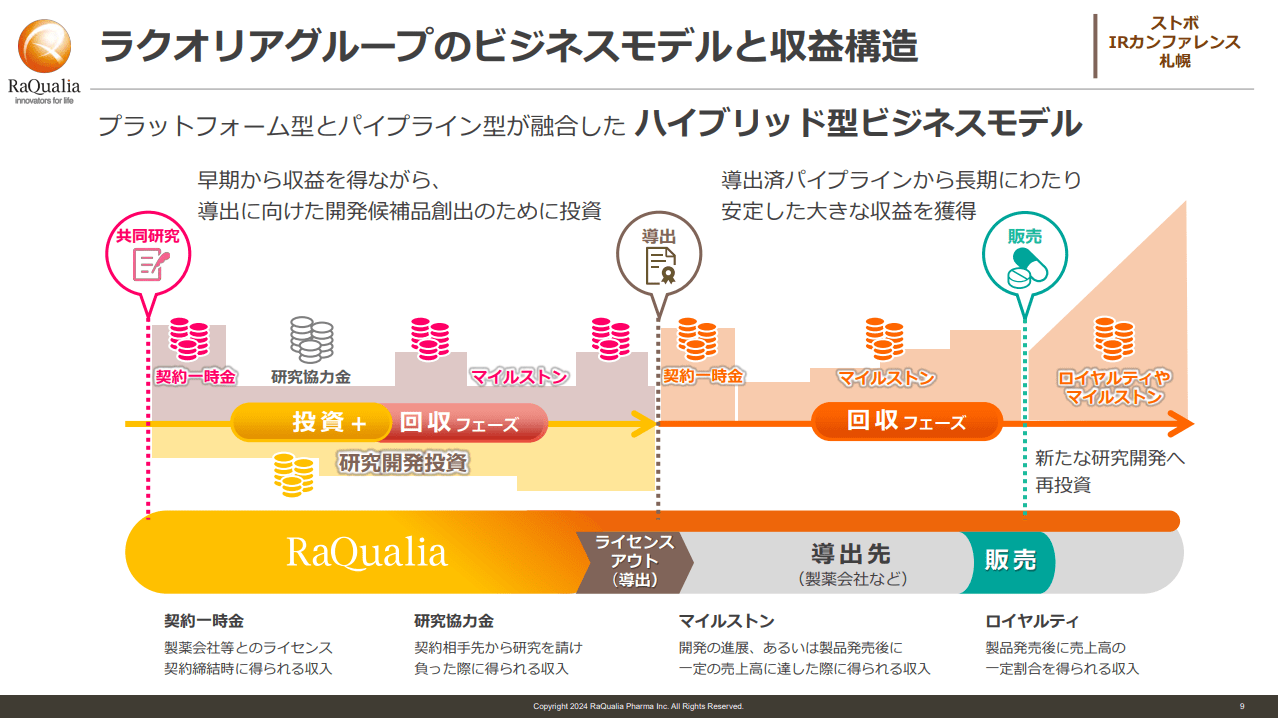 RaQualia
innovators for life
ラクオリアグループのビジネスモデルと収益構造
ストボ
IRカンファレンス
札幌
プラットフォーム型とパイプライン型が融合した ハイブリッド型ビジネスモデル
早期から収益を得ながら、
導出に向けた開発候補品創出のために投資
導出済パイプラインから長期にわたり
安定した大きな収益を獲得
共同研究
導出
販売
契約一時金
研究協力金
マイルストン
契約一時金
マイルストン
ロイヤルティや
マイルストン
投資+
回収フェーズ
回収フェーズ
研究開発投資
新たな研究開発へ
再投資
RaQualia
ライセンス
アウト
（導出）
導出先
（製薬会社など）
販売
契約一時金
製薬会社等とのライセンス
契約締結時に得られる収入
研究協力金
契約相手先から研究を請け
負った際に得られる収入
マイルストン
開発の進展、あるいは製品発売後に
一定の売上高に達した際に得られる収入
ロイヤルティ
製品発売後に売上高の
一定割合を得られる収入
Copyright 2024 RaQualia Pharma Inc. All Rights Reserved.
9